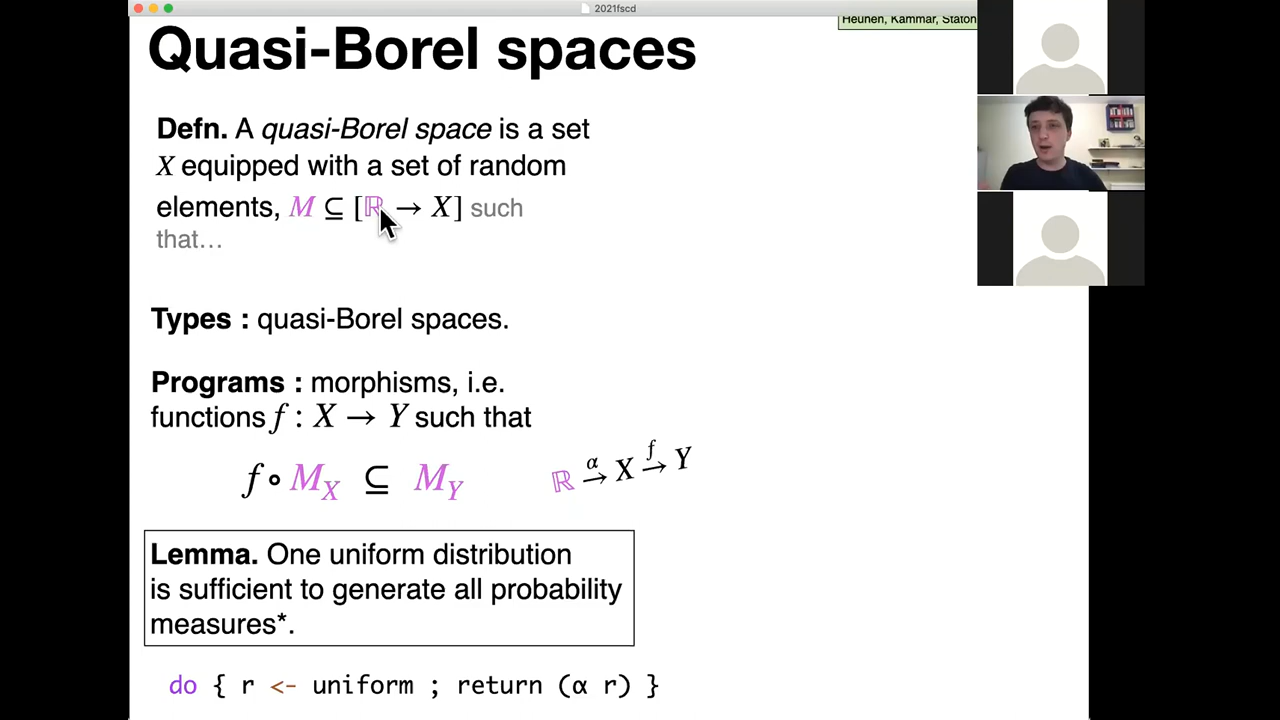 2021fscd
Heunen, Kammar, Staton
Quasi-Borel spaces
Defn. A quasi-Borel space is a set
X equipped with a set of random
elements, M ⊆ [ℝ → X] such
that…
Types : quasi-Borel spaces.
Programs : morphisms, i.e.
functions f : X → Y such that
f ∘ M_X ⊆ M_Y
ℝ →^α X →^f Y
Lemma. One uniform distribution
is sufficient to generate all probability
measures*.
do { r <- uniform ; return (α r) }